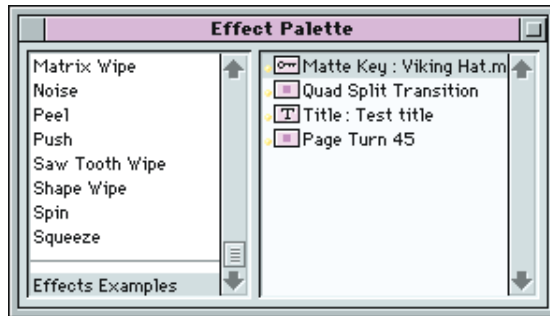 Effect Palette
Matrix Wipe
Noise
Peel
Push
Saw Tooth Wipe
Shape Wipe
Spin
Squeeze
Effects Examples
Matte Key : Viking Hat.m
Quad Split Transition
T Title : Test title
Page Turn 45